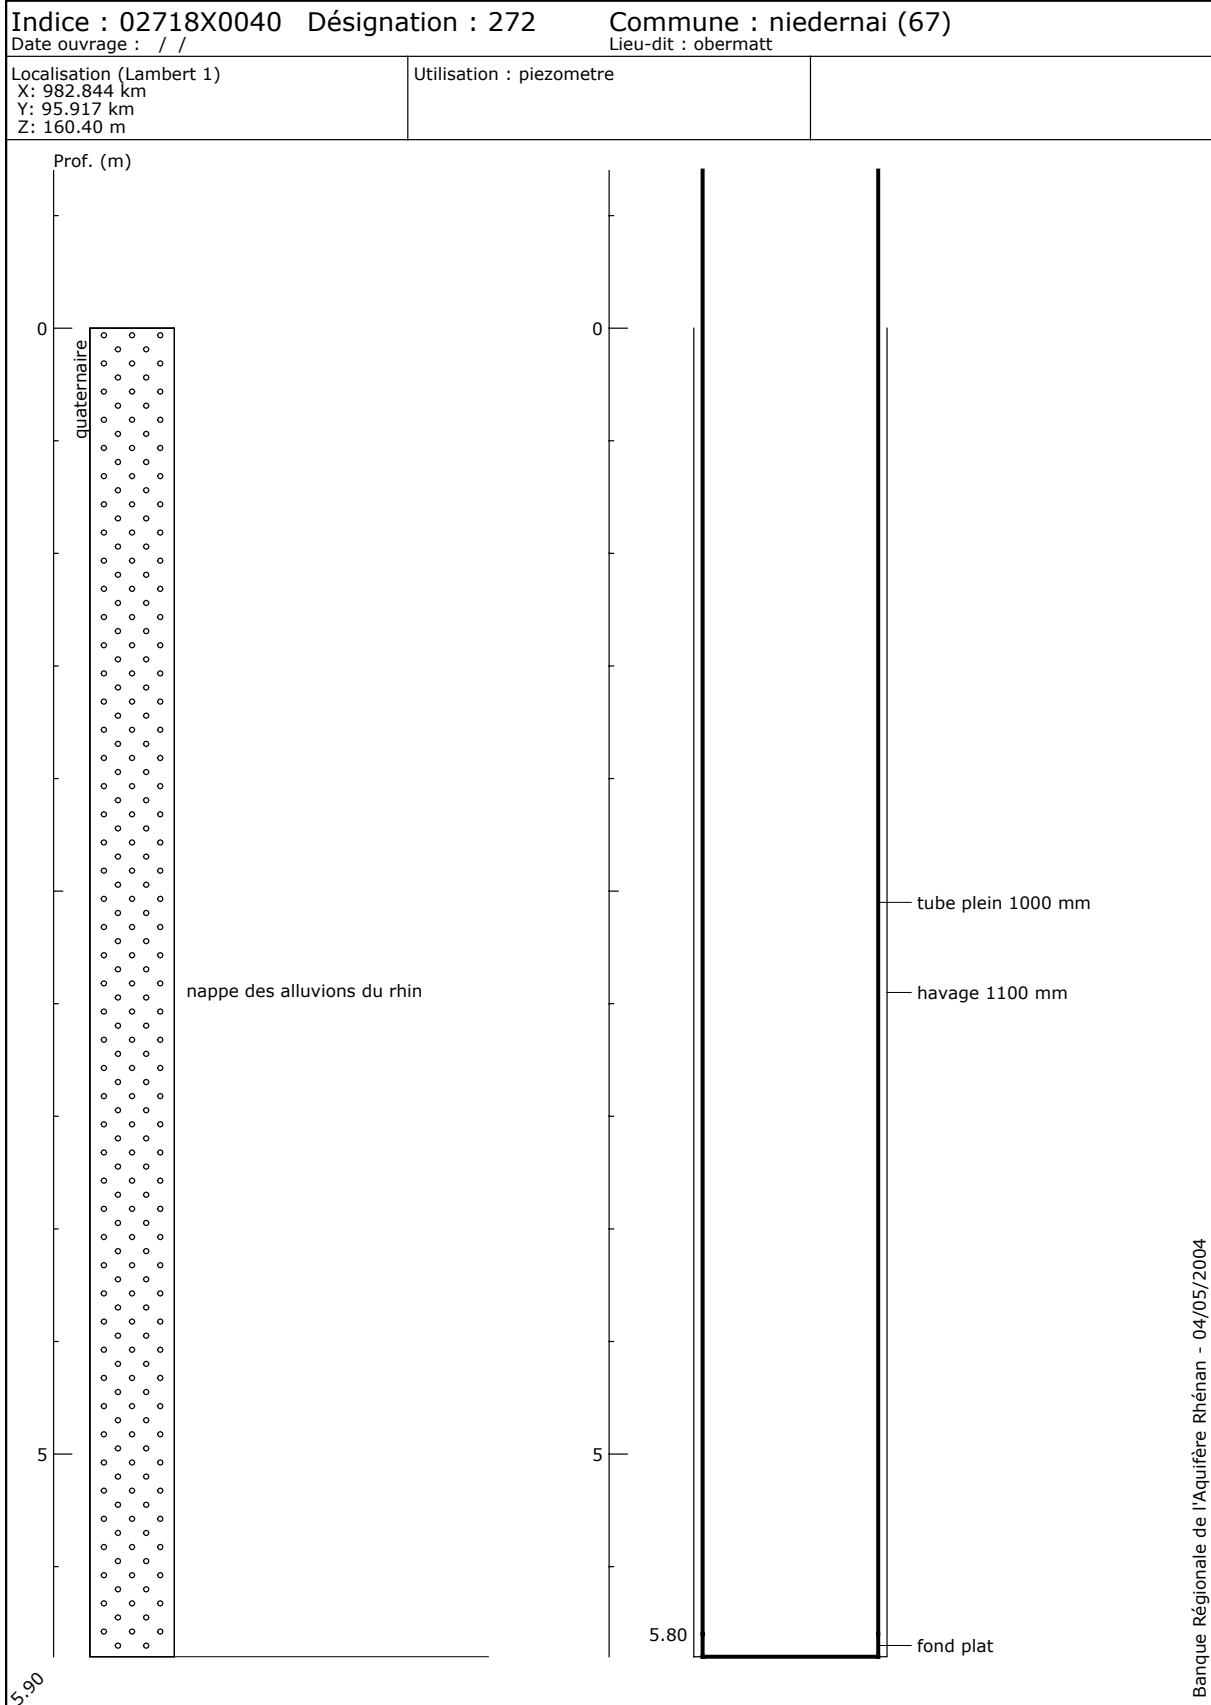 Indice : 02718X0040 Désignation : 272 Commune : niedernai (67)
Date ouvrage : / / Lieu-dit : obermatt
Localisation (Lambert 1)
X: 982.844 km
Y: 95.917 km
Z: 160.40 m
Utilisation : piezometre
Prof. (m)
0
quaternaire
nappe des alluvions du rhin
5
5.90
0
tube plein 1000 mm
havage 1100 mm
5
5.80
fond plat
Banque Régionale de l'Aquifère Rhénan - 04/05/2004